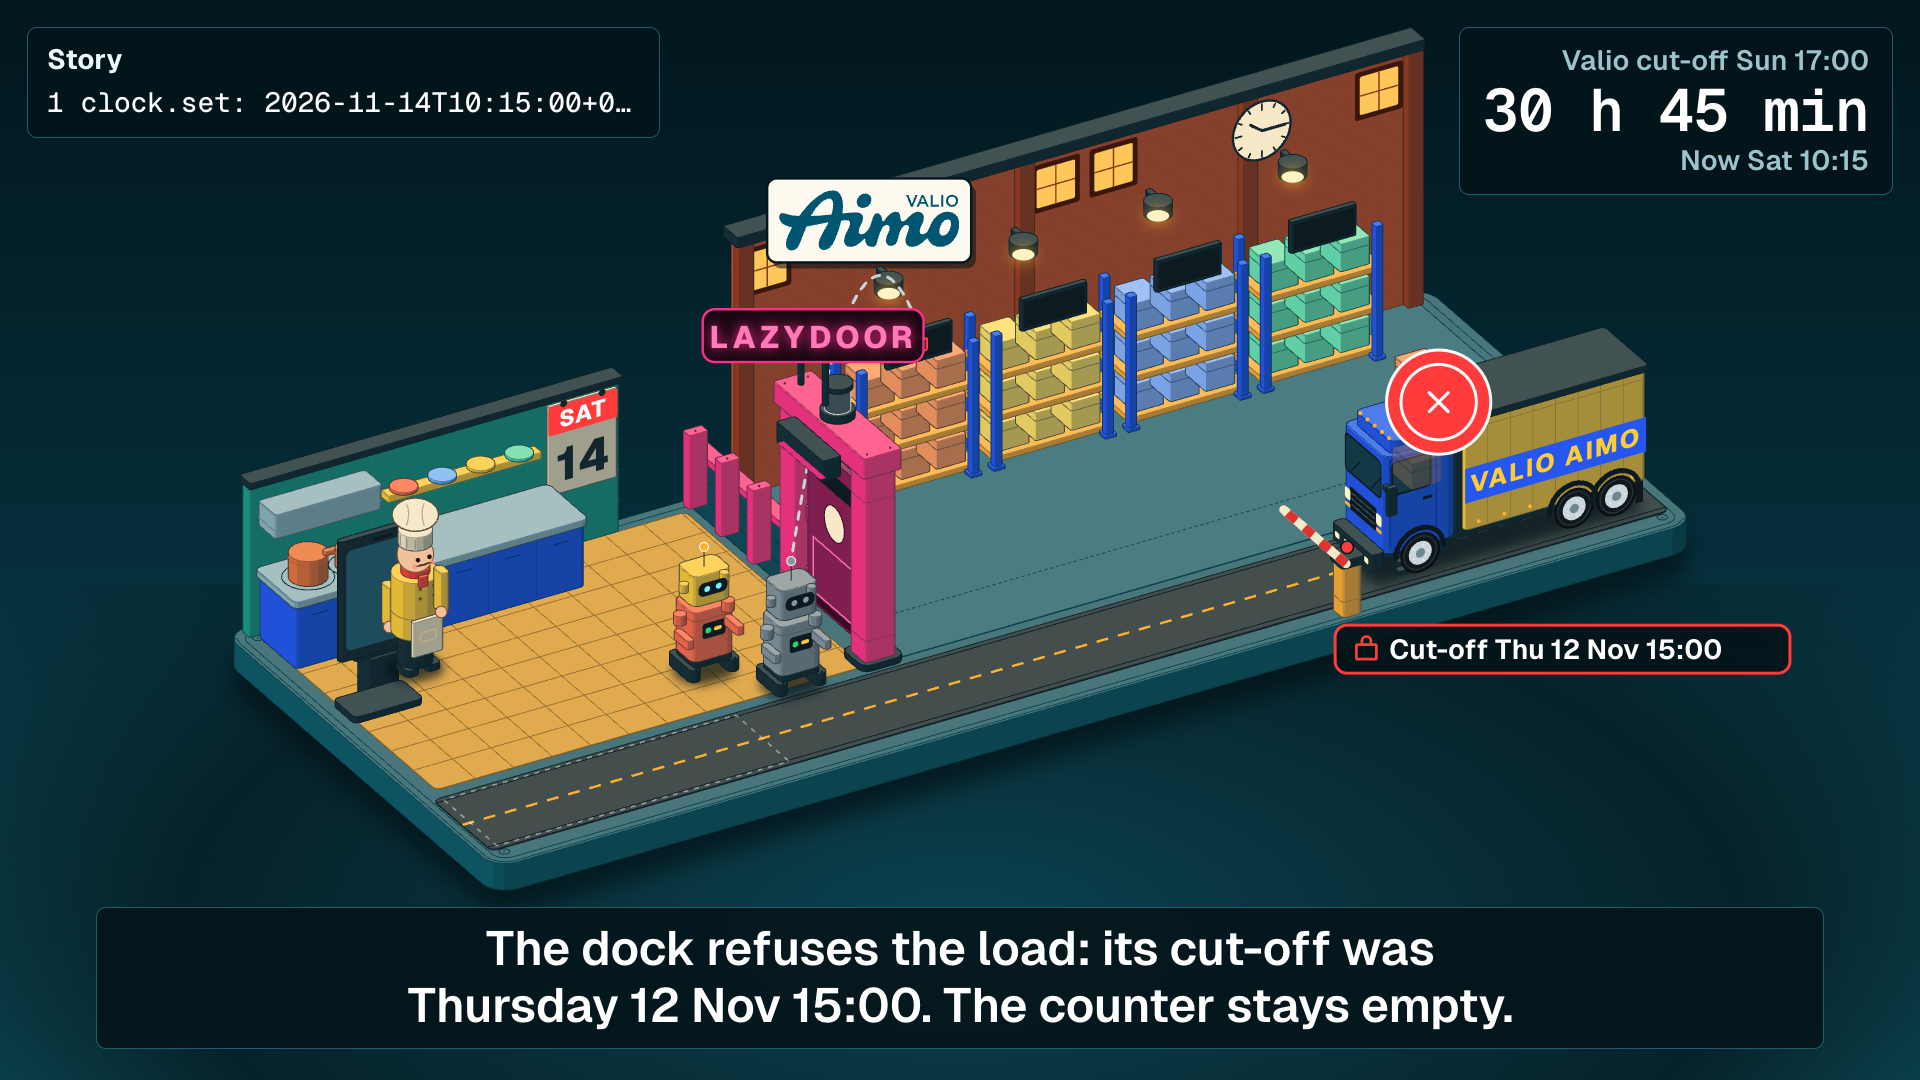 Story
1 clock.set: 2026-11-14T10:15:00+0…
Valio cut-off Sun 17:00
30 h 45 min
Now Sat 10:15
VALIO
Aimo
LAZYDOOR
SAT
14
VALIO AIMO
Cut-off Thu 12 Nov 15:00
The dock refuses the load: its cut-off was
Thursday 12 Nov 15:00. The counter stays empty.